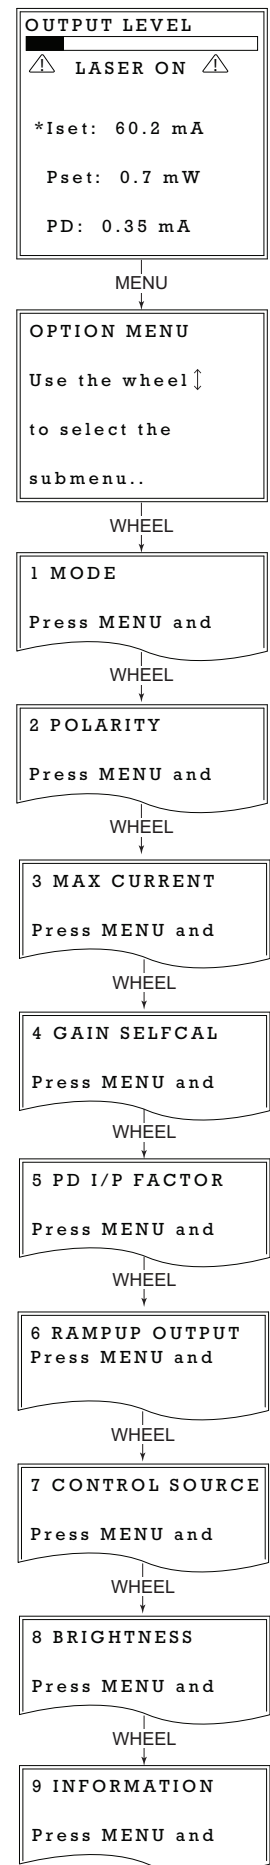 OUTPUT LEVEL
LASER ON
*Iset: 60.2 mA
Pset: 0.7 mW
PD: 0.35 mA
MENU
OPTION MENU
Use the wheel↕
to select the
submenu..
WHEEL
1 MODE
Press MENU and
WHEEL
2 POLARITY
Press MENU and
WHEEL
3 MAX CURRENT
Press MENU and
WHEEL
4 GAIN SELFCAL
Press MENU and
WHEEL
5 PD I/P FACTOR
Press MENU and
WHEEL
6 RAMPUP OUTPUT
Press MENU and
WHEEL
7 CONTROL SOURCE
Press MENU and
WHEEL
8 BRIGHTNESS
Press MENU and
WHEEL
9 INFORMATION
Press MENU and